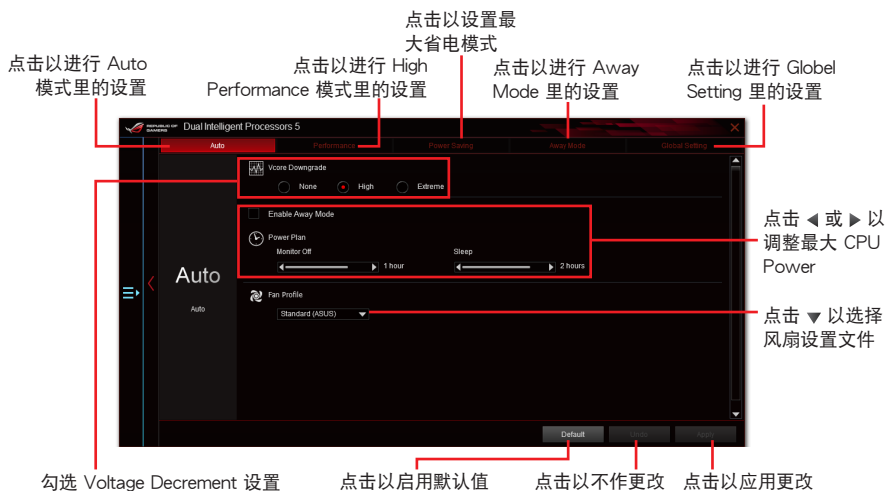 点击以设置最
大省电模式
点击以进行 Auto
模式里的设置
点击以进行 High
Performance 模式里的设置
点击以进行 Away
Mode 里的设置
点击以进行 Globel
Setting 里的设置
REPUBLIC OF
GAMERS
Dual Intelligent Processors 5
Auto
Performance
Power Saving
Away Mode
Global Setting
Vcore Downgrade
None
High
Extreme
Enable Away Mode
Power Plan
Monitor Off
Sleep
1 hour
2 hours
点击 ◀ 或 ▶ 以
调整最大 CPU
Power
Auto
Auto
Fan Profile
Standard (ASUS)
点击 ▼ 以选择
风扇设置文件
Default
Undo
Apply
勾选 Voltage Decrement 设置
点击以启用默认值
点击以不作更改
点击以应用更改